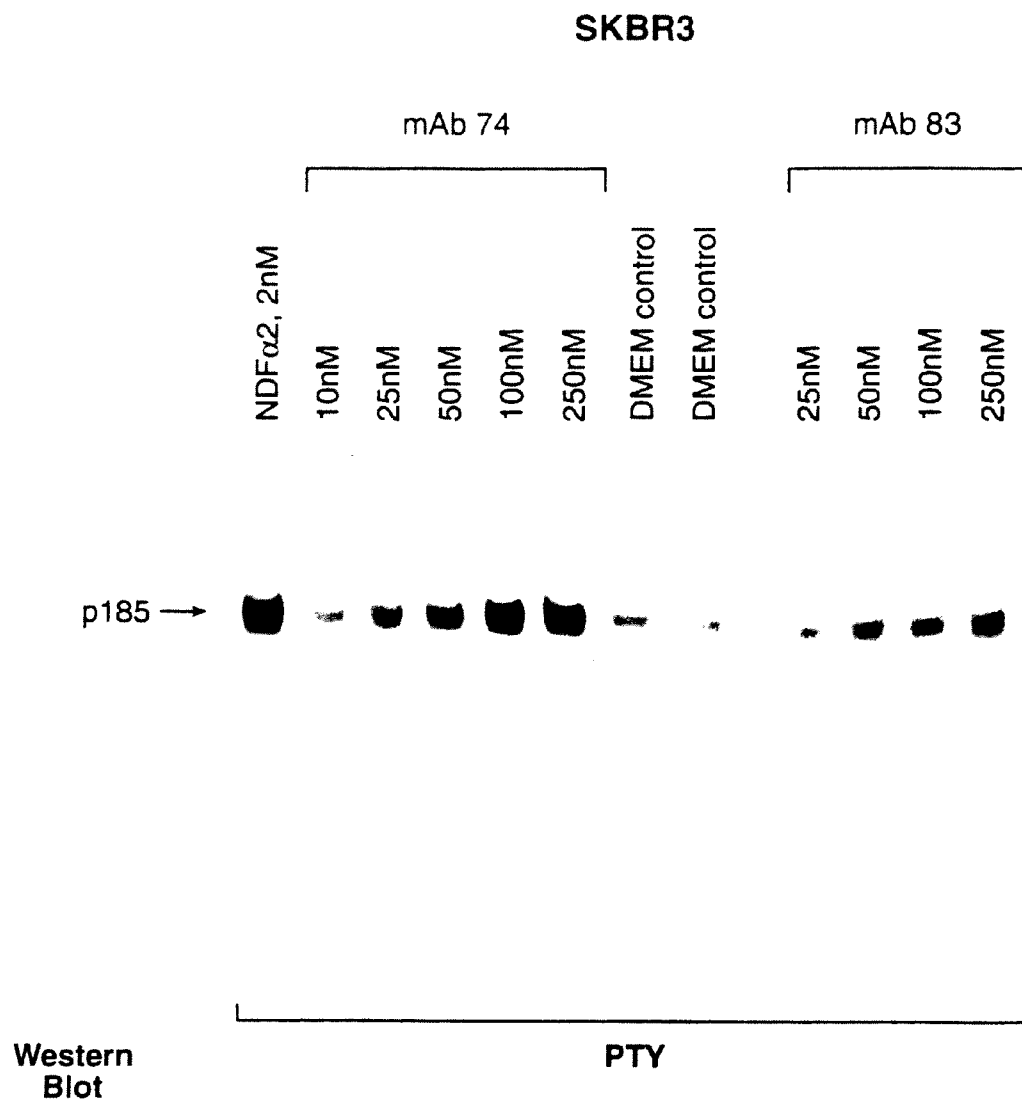 SKBR3
mAb 74
mAb 83
NDFα2, 2nM
10nM
25nM
50nM
100nM
250nM
DMEM control
DMEM control
25nM
50nM
100nM
250nM
p185
Western
Blot
PTY